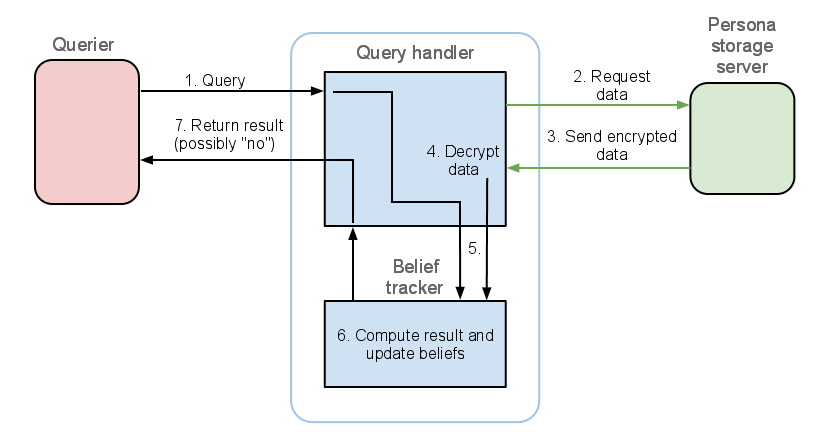 Querier
Query handler
Persona
storage
server
1. Query
2. Request
data
7. Return result
(possibly "no")
3. Send encrypted
data
4. Decrypt
data
5.
Belief
tracker
6. Compute result and
update beliefs